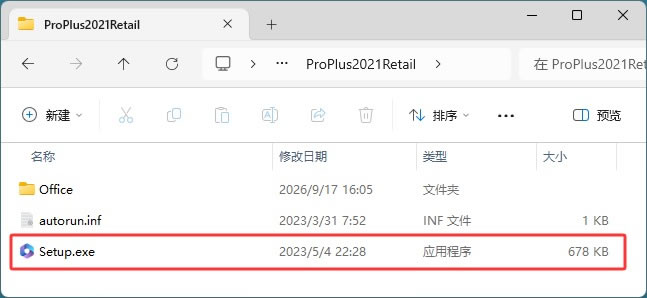 ProPlus2021Retail
ProPlus2021Retail 在 ProPlus2021Ret
新建 排序 预览
名称 修改日期 类型 大小
Office 2026/9/17 16:05 文件夹
autorun.inf 2023/3/31 7:52 INF 文件 1 KB
Setup.exe 2023/5/4 22:28 应用程序 678 KB